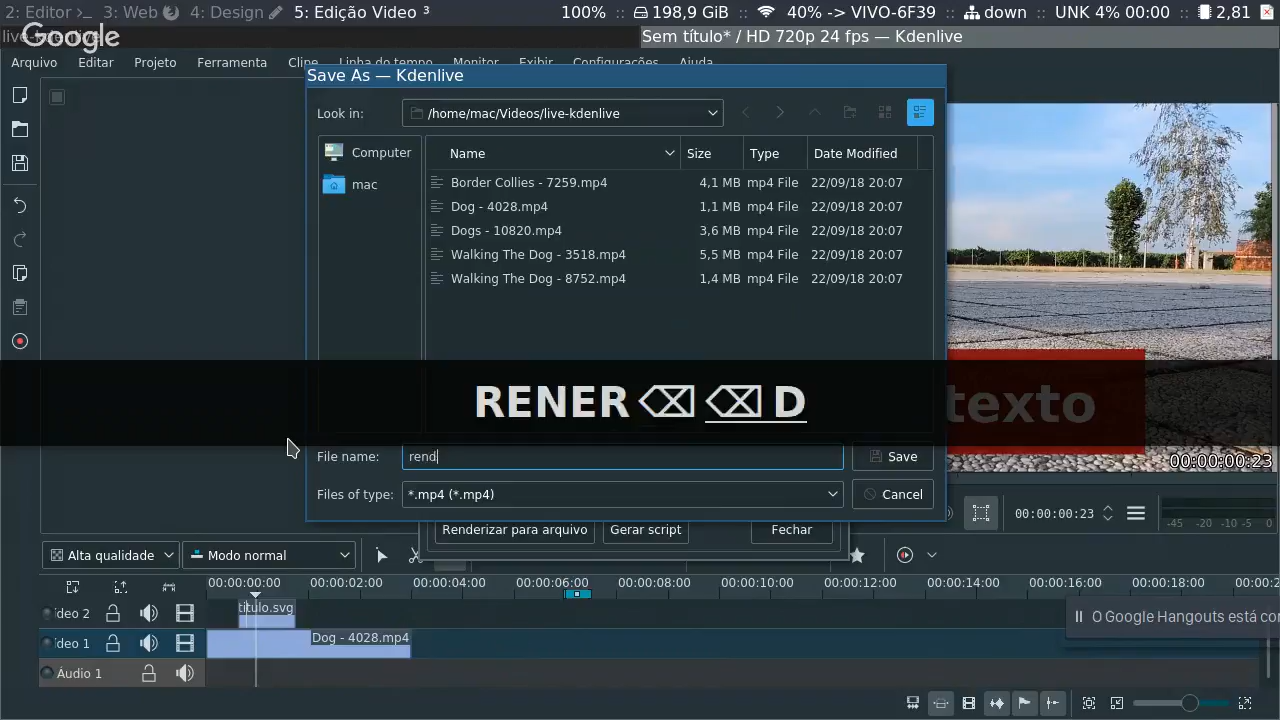 2: Editor >_ 3: Web 4: Design 5: Edição Video ³ 100% :: 198,9 GiB :: 40% -> VIVO-6F39 :: down :: UNK 4% 00:00 :: 2,81
Google
Sem título* / HD 720p 24 fps — Kdenlive
Arquivo Editar Projeto Ferramenta Clipe Linha do tempo Monitor Exibir Configurações Ajuda
Save As — Kdenlive
Look in: /home/mac/Videos/live-kdenlive
Computer
mac
Name Size Type Date Modified
Border Collies - 7259.mp4 4,1 MB mp4 File 22/09/18 20:07
Dog - 4028.mp4 1,1 MB mp4 File 22/09/18 20:07
Dogs - 10820.mp4 3,6 MB mp4 File 22/09/18 20:07
Walking The Dog - 3518.mp4 5,5 MB mp4 File 22/09/18 20:07
Walking The Dog - 8752.mp4 1,4 MB mp4 File 22/09/18 20:07
RENER ⌫ ⌫ D
texto
File name: rend Save
00:00:00:23
Files of type: *.mp4 (*.mp4) Cancel
00:00:00:23
-45 -20 -10 -5 0
Renderizar para arquivo Gerar script Fechar
Alta qualidade Modo normal
00:00:00:00 00:00:02:00 00:00:04:00 00:00:06:00 00:00:08:00 00:00:10:00 00:00:12:00 00:00:14:00 00:00:16:00 00:00:18:00
ídeo 2 título.svg
O Google Hangouts está
ídeo 1 Dog - 4028.mp4
Áudio 1